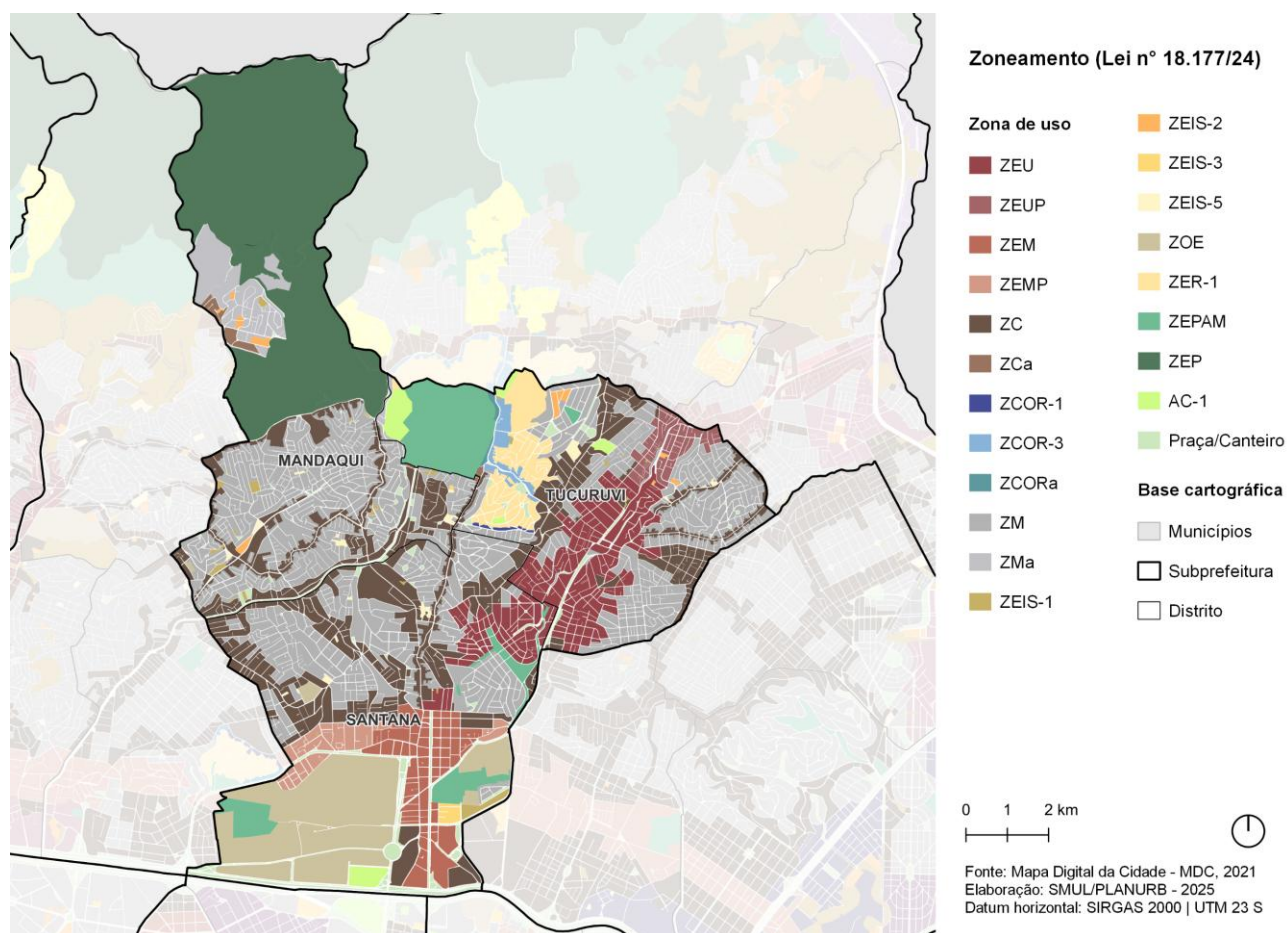 MANDAQUI
TUCURUVI
SANTANA
Zoneamento (Lei n° 18.177/24)
Zona de uso
ZEU
ZEUP
ZEM
ZEMP
ZC
ZCa
ZCOR-1
ZCOR-3
ZCORa
ZM
ZMa
ZEIS-1
ZEIS-2
ZEIS-3
ZEIS-5
ZOE
ZER-1
ZEPAM
ZEP
AC-1
Praça/Canteiro
Base cartográfica
Municípios
Subprefeitura
Distrito
0 1 2 km
Fonte: Mapa Digital da Cidade - MDC, 2021
Elaboração: SMUL/PLANURB - 2025
Datum horizontal: SIRGAS 2000 | UTM 23 S